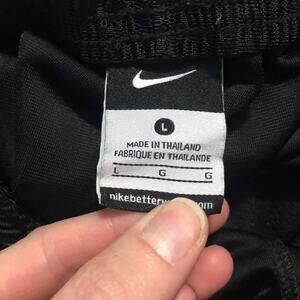 L
MADE IN THAILAND
FABRIQUE EN THAILANDE
L G G